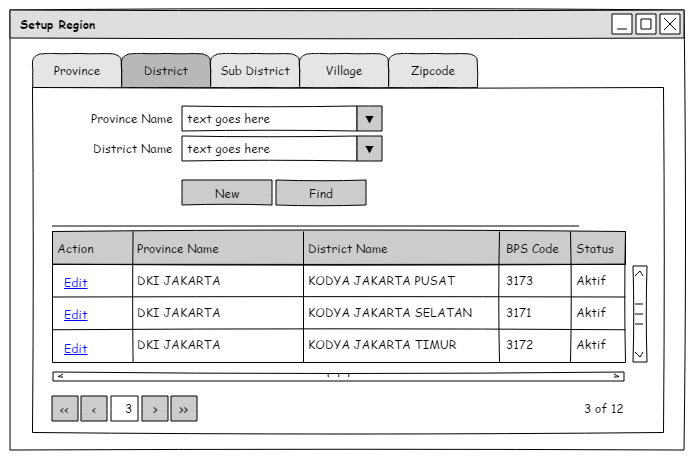 Setup Region
Province District Sub District Village Zipcode
Province Name text goes here
District Name text goes here
New Find
Action Province Name District Name BPS Code Status
Edit DKI JAKARTA KODYA JAKARTA PUSAT 3173 Aktif
Edit DKI JAKARTA KODYA JAKARTA SELATAN 3171 Aktif
Edit DKI JAKARTA KODYA JAKARTA TIMUR 3172 Aktif
<< < 3 > >> 3 of 12